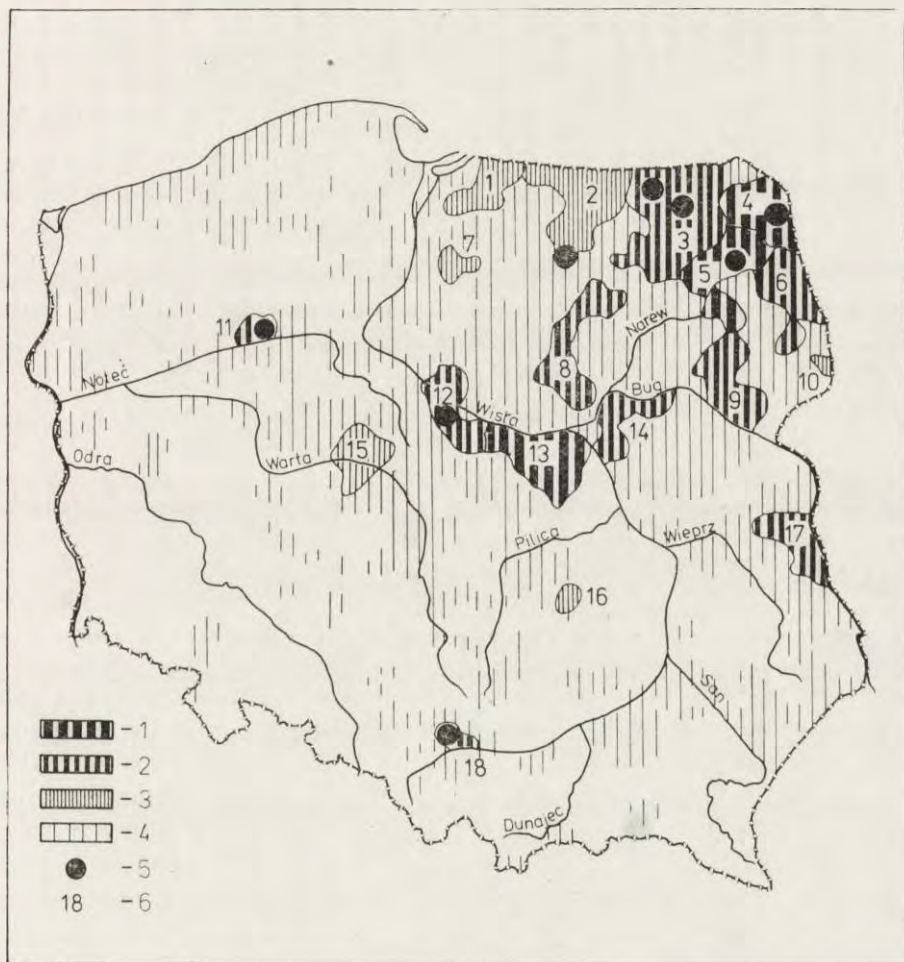 1
2
3
4
5
6
7
8
9
10
11
12
13
14
15
16
17
18
Noteć
Odra
Warta
Wisła
Narew
Bug
Pilica
Wieprz
San
Dunajec
- 1
- 2
- 3
- 4
- 5
18 - 6